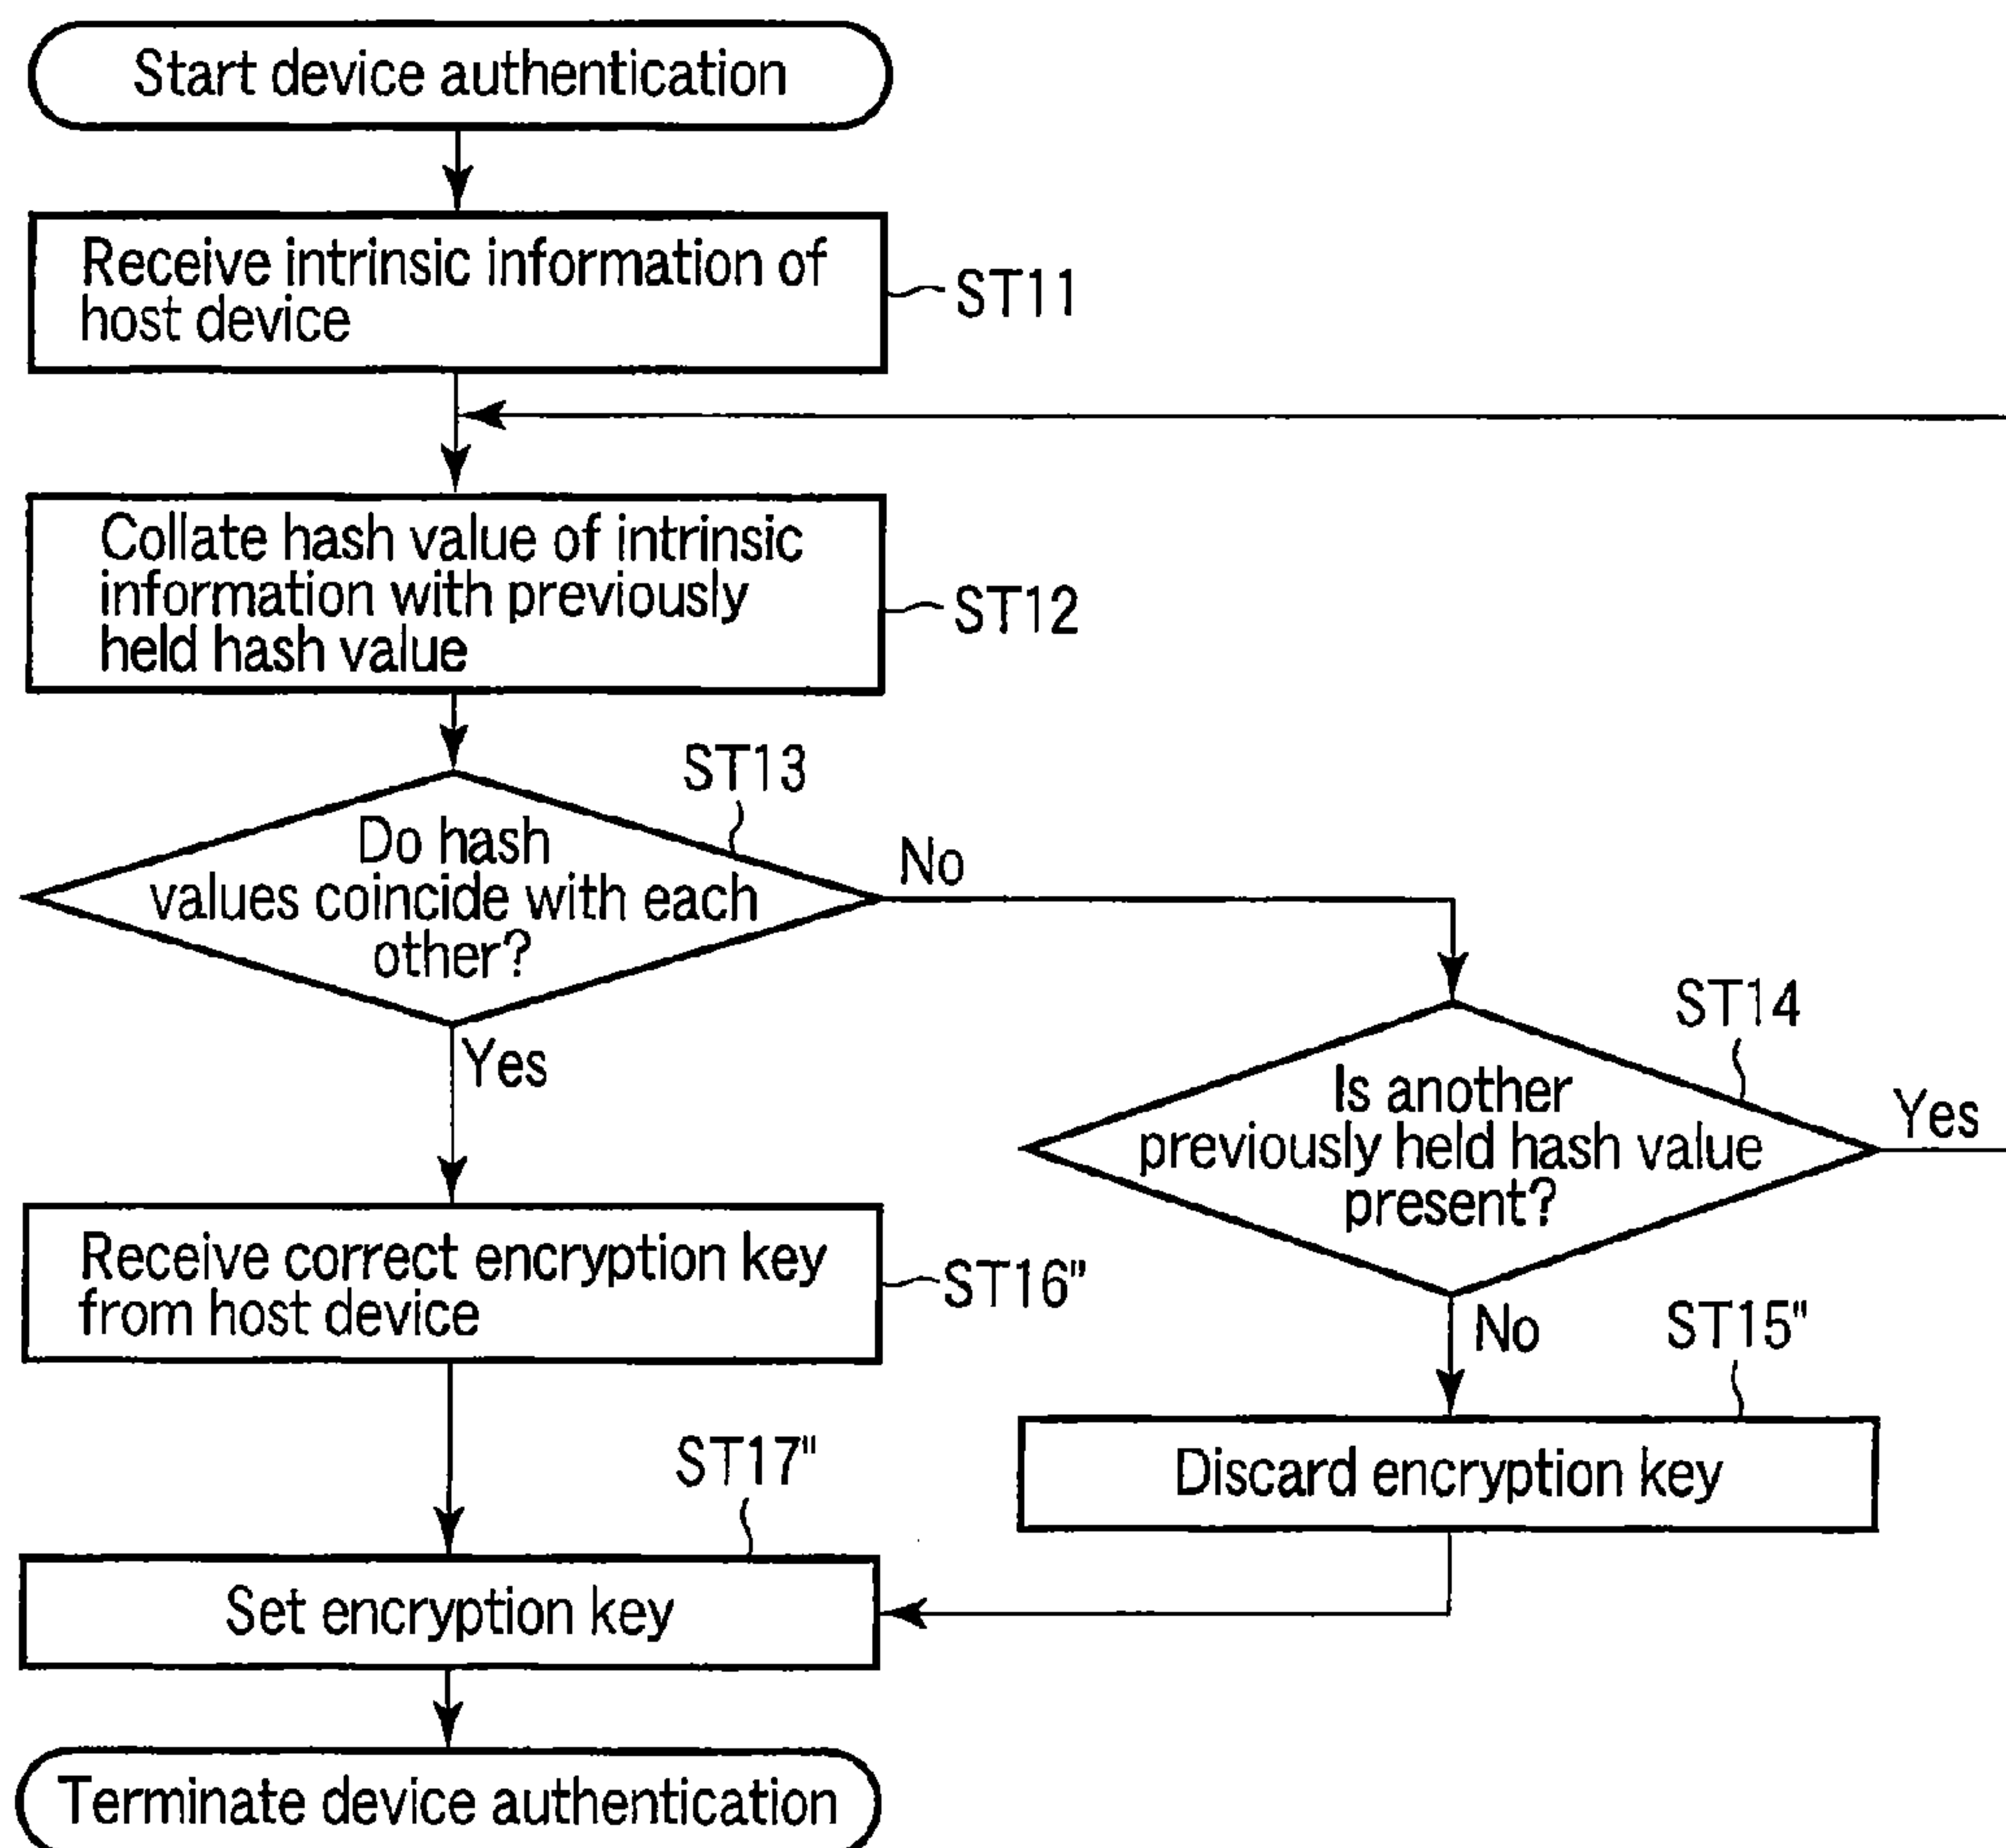 Start device authentication
Receive intrinsic information of
host device
ST11
Collate hash value of intrinsic
information with previously
held hash value
ST12
ST13
Do hash
values coincide with each
other?
No
Yes
ST14
Is another
previously held hash value
present?
Yes
No
Receive correct encryption key
from host device
ST16"
ST15"
Discard encryption key
ST17"
Set encryption key
Terminate device authentication